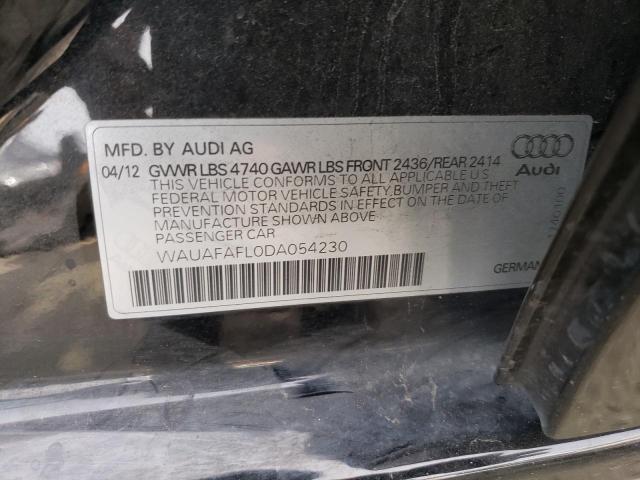 MFD. BY AUDI AG
04/12 GVWR LBS 4740 GAWR LBS FRONT 2436/REAR 2414
THIS VEHICLE CONFORMS TO ALL APPLICABLE U.S
FEDERAL MOTOR VEHICLE SAFETY,BUMPER AND THEFT
PREVENTION STANDARDS IN EFFECT ON THE DATE OF
MANUFACTURE SHOWN ABOVE
PASSENGER CAR
WAUAFAFL0DA054230
Audi
GERMAN